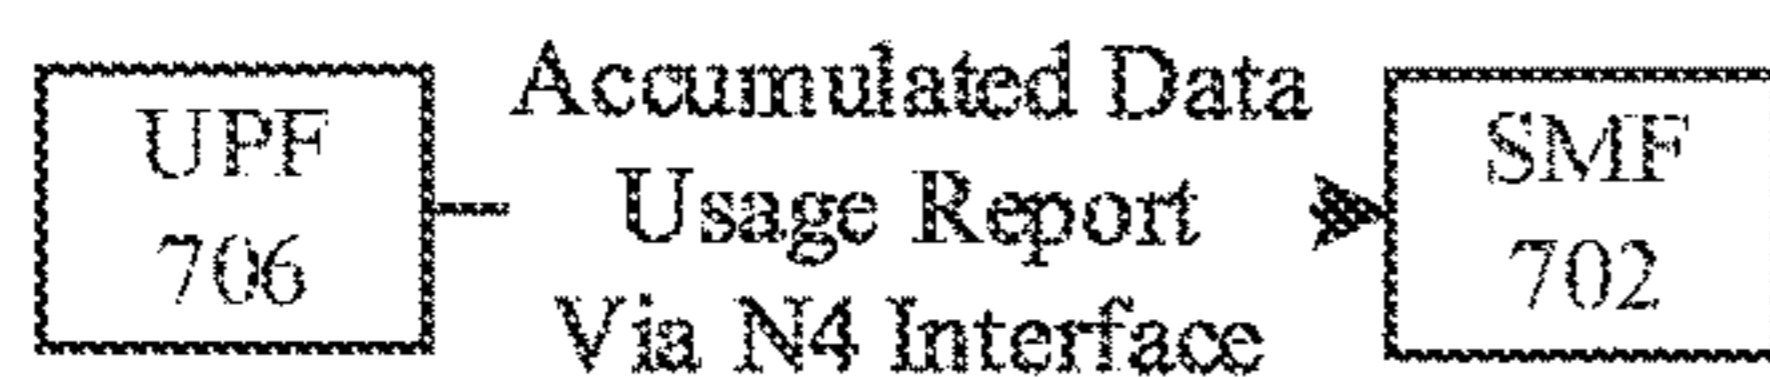 UPF
706
Accumulated Data
Usage Report
Via N4 Interface
SMF
702